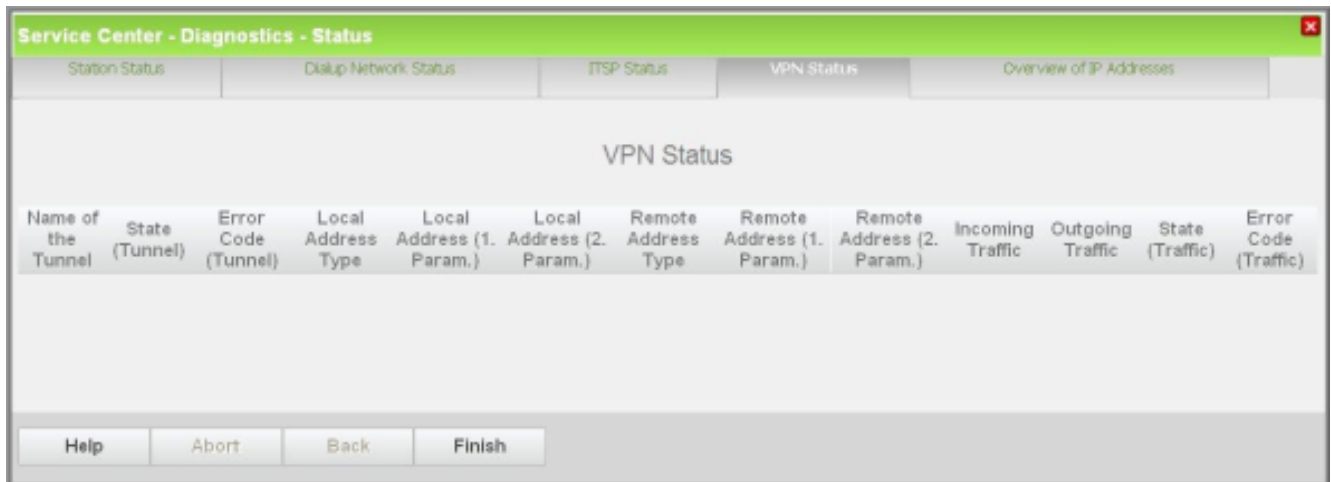 Service Center - Diagnostics - Status
Station Status Dialup Network Status ITSP Status VPN Status Overview of IP Addresses
VPN Status
Name of the Tunnel State (Tunnel) Error Code (Tunnel) Local Address Type Local Address (1. Param.) Local Address (2. Param.) Remote Address Type Remote Address (1. Param.) Remote Address (2. Param.) Incoming Traffic Outgoing Traffic State (Traffic) Error Code (Traffic)
Help Abort Back Finish